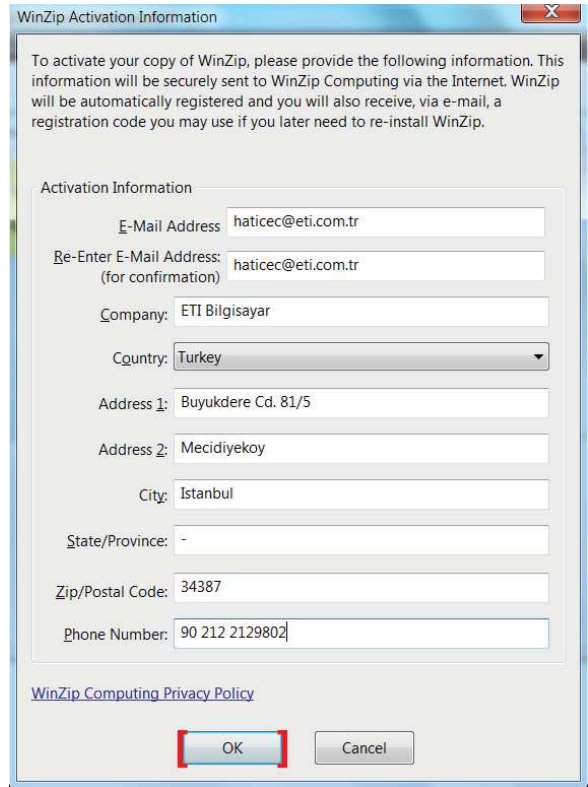 WinZip Activation Information
To activate your copy of WinZip, please provide the following information. This
information will be securely sent to WinZip Computing via the Internet. WinZip
will be automatically registered and you will also receive, via e-mail, a
registration code you may use if you later need to re-install WinZip.
Activation Information
E-Mail Address haticec@eti.com.tr
Re-Enter E-Mail Address:
(for confirmation) haticec@eti.com.tr
Company: ETI Bilgisayar
Country: Turkey
Address 1: Buyukdere Cd. 81/5
Address 2: Mecidiyekoy
City: Istanbul
State/Province: -
Zip/Postal Code: 34387
Phone Number: 90 212 2129802
WinZip Computing Privacy Policy
OK Cancel